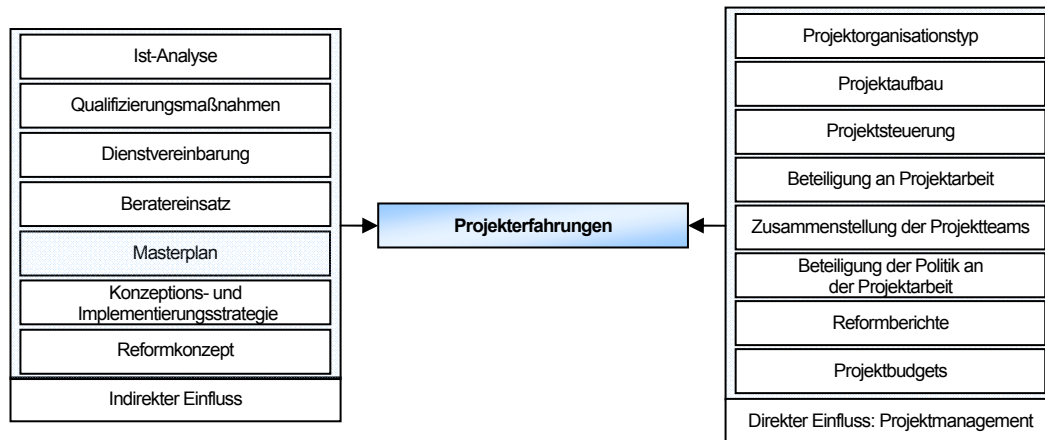 Ist-Analyse
Qualifizierungsmaßnahmen
Dienstvereinbarung
Beratereinsatz
Masterplan
Konzeptions- und
Implementierungsstrategie
Reformkonzept
Indirekter Einfluss
Projekterfahrungen
Projektorganisationstyp
Projektaufbau
Projektsteuerung
Beteiligung an Projektarbeit
Zusammenstellung der Projektteams
Beteiligung der Politik an
der Projektarbeit
Reformberichte
Projektbudgets
Direkter Einfluss: Projektmanagement